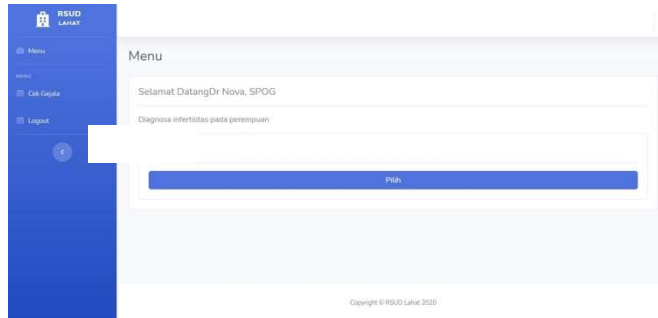 RSUD
LAHAT
Menu
MENU
Cek Gejala
Logout
Menu
Selamat DatangDr Nova, SPOG
Diagnosa infertilitas pada perempuan
Pilih
Copyright © RSUD Lahat 2020